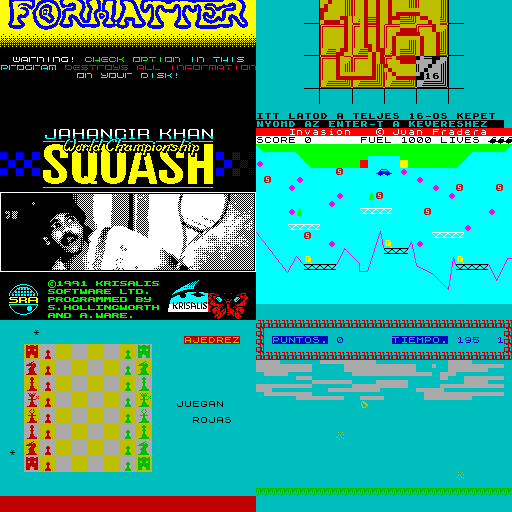 FORMATTER
WARNING! CHECK OPTION IN THIS
PROGRAM DESTROYS ALL INFORMATION
ON YOUR DISK!
16
ITT LATOD A TELJES 16-OS KEPET
NYOMD AZ ENTER-T A KEVERESHEZ
JAHANGIR KHAN
World Championship
SQUASH
©1991 KRISALIS
SOFTWARE LTD.
PROGRAMMED BY
S.HOLLINGWORTH
AND A.WARE.
SRA
KRISALIS
Invasion © Juan Fradera
SCORE 0 FUEL 1000 LIVES
S
S
S
S
S
S
AJEDREZ
JUEGAN
ROJAS
*
*
PUNTOS. 0 TIEMPO. 195 1